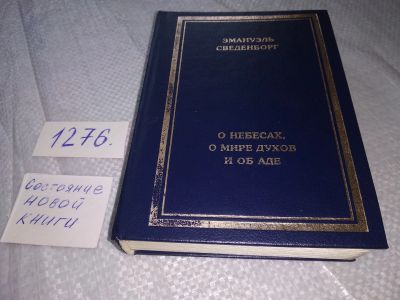 ЭМАНУЭЛЬ
СВЕДЕНБОРГ
О НЕБЕСАХ,
О МИРЕ ДУХОВ
И ОБ АДЕ
1276.
Состояние
НОВОЙ
КНИГИ